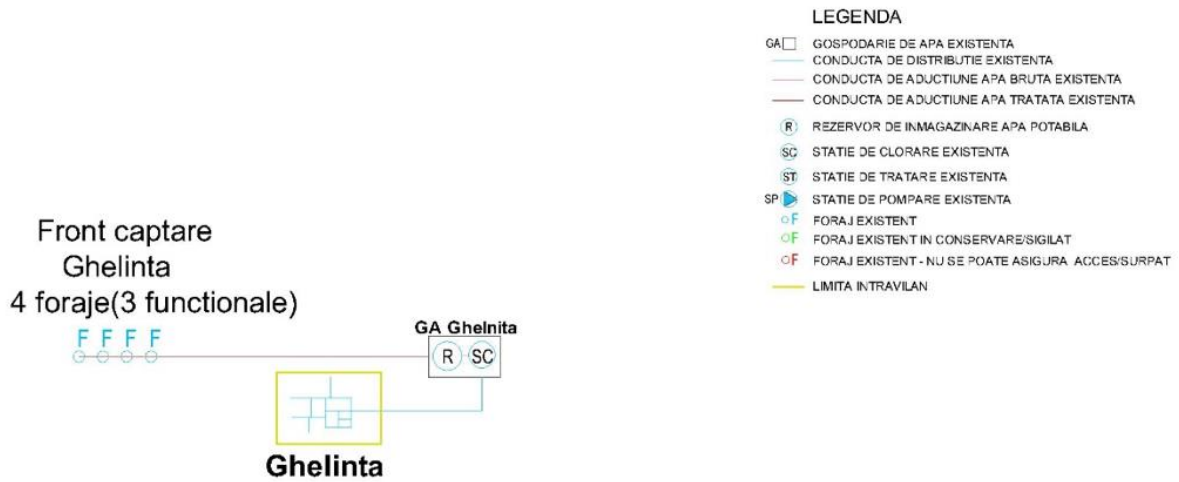 LEGENDA
GA GOSPODARIE DE APA EXISTENTA
CONDUCTA DE DISTRIBUTIE EXISTENTA
CONDUCTA DE ADUCTIUNE APA BRUTA EXISTENTA
CONDUCTA DE ADUCTIUNE APA TRATATA EXISTENTA
R REZERVOR DE INMAGAZINARE APA POTABILA
SC STATIE DE CLORARE EXISTENTA
ST STATIE DE TRATARE EXISTENTA
SP STATIE DE POMPARE EXISTENTA
F FORAJ EXISTENT
F FORAJ EXISTENT IN CONSERVARE/SIGILAT
F FORAJ EXISTENT - NU SE POATE ASIGURA ACCES/SURPAT
LIMITA INTRAVILAN
Front captare
Ghelinta
4 foraje(3 functionale)
F F F F
GA Ghelnita
R SC
Ghelinta